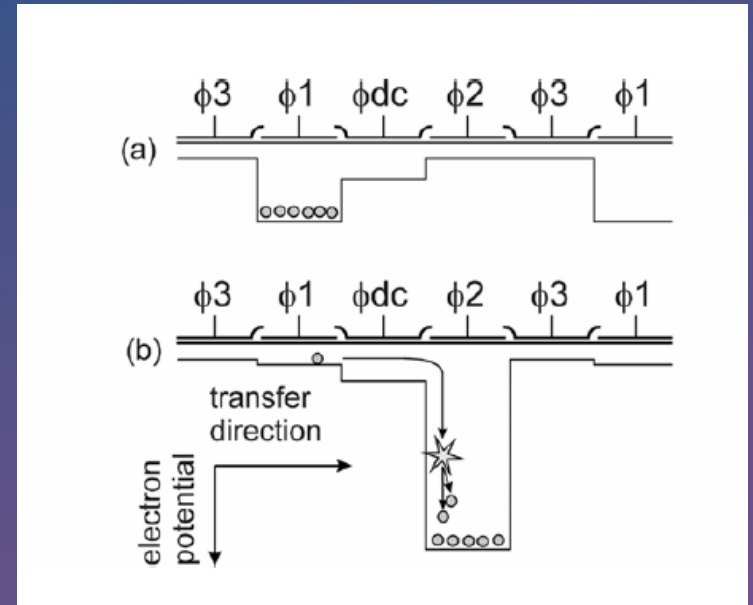 ϕ3 ϕ1 ϕdc ϕ2 ϕ3 ϕ1
(a)
ϕ3 ϕ1 ϕdc ϕ2 ϕ3 ϕ1
(b)
transfer
direction
electron
potential